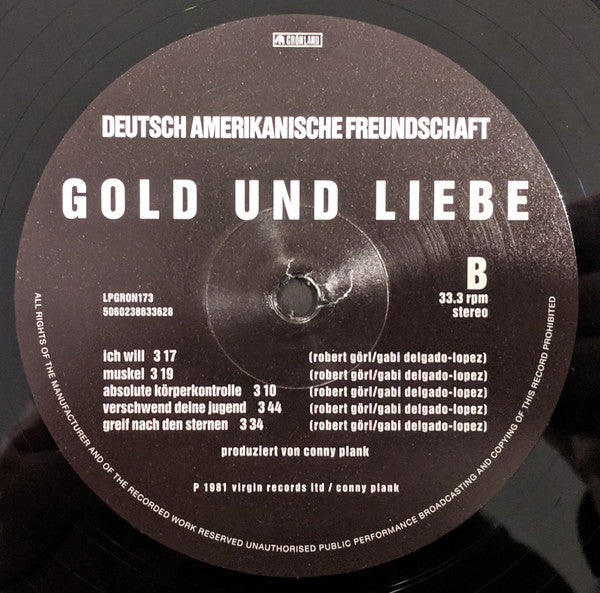 GRÖNLAND
DEUTSCH AMERIKANISCHE FREUNDSCHAFT
GOLD UND LIEBE
B
LPGRON173
5060238633628
33.3 rpm
stereo
ich will 3 17 (robert görl/gabi delgado-lopez)
muskel 3 19 (robert görl/gabi delgado-lopez)
absolute körperkontrolle 3 10 (robert görl/gabi delgado-lopez)
verschwend deine jugend 3 44 (robert görl/gabi delgado-lopez)
greif nach den sternen 3 34 (robert görl/gabi delgado-lopez)
produziert von conny plank
P 1981 virgin records ltd / conny plank
ALL RIGHTS OF THE MANUFACTURER AND OF THE RECORDED WORK RESERVED UNAUTHORISED PUBLIC PERFORMANCE BROADCASTING AND COPYING OF THIS RECORD PROHIBITED